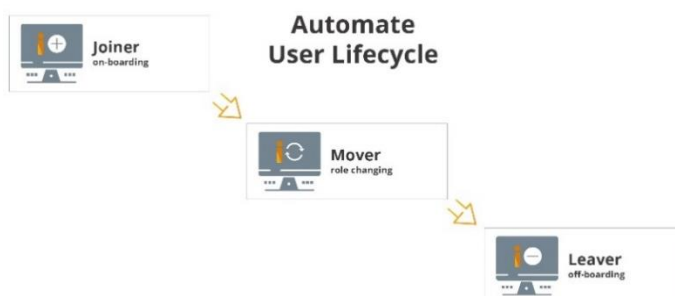 Automate
User Lifecycle
Joiner
on-boarding
Mover
role changing
Leaver
off-boarding